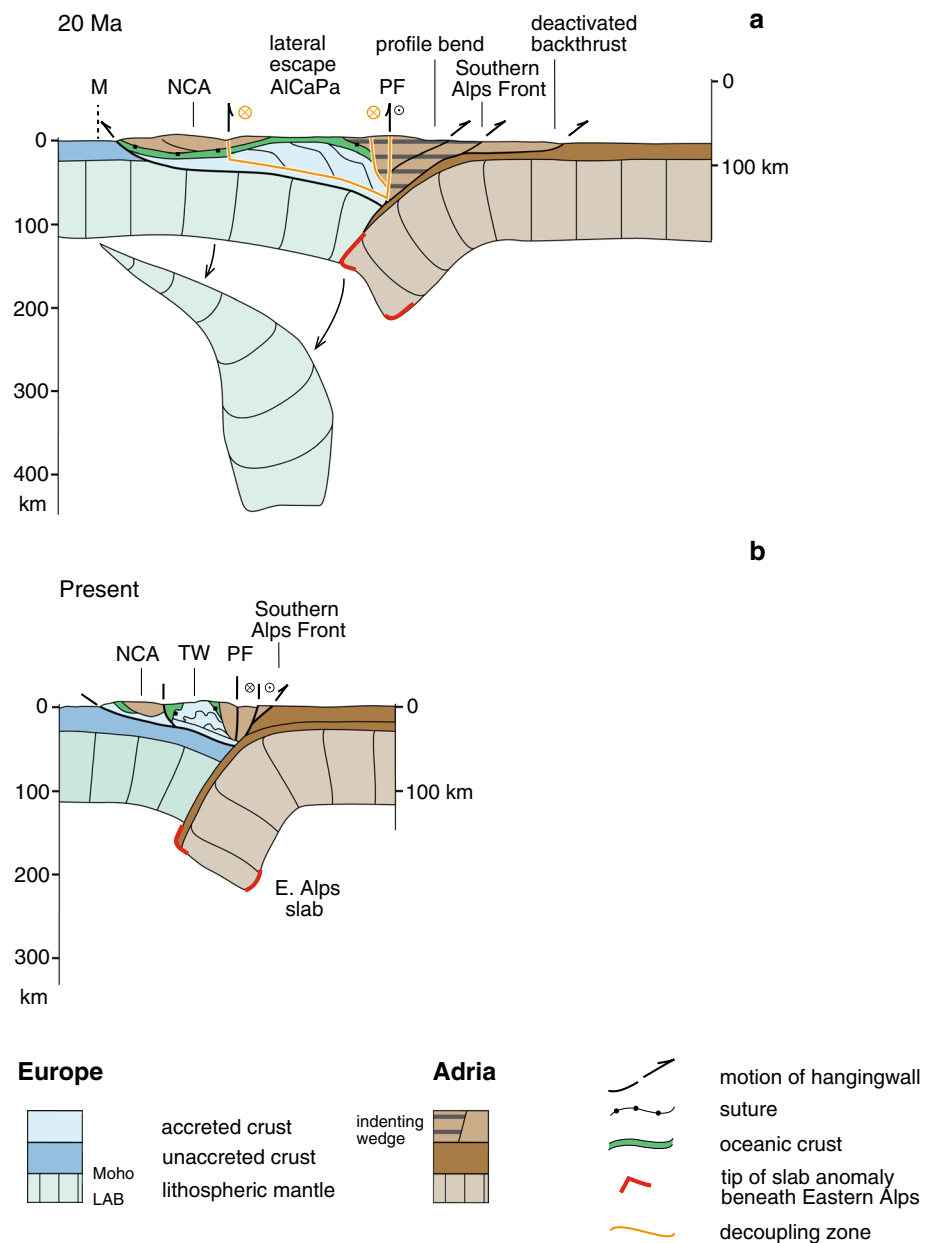 20 Ma
a
lateral
escape
AlCaPa
profile bend
deactivated
backthrust
Southern
Alps Front
M
NCA
PF
0
0
100 km
100
200
300
400
km
b
Present
Southern
Alps Front
NCA
TW
PF
0
0
100
100 km
200
E. Alps
slab
300
km
Europe
accreted crust
unaccreted crust
Moho
lithospheric mantle
LAB
Adria
indenting
wedge
motion of hangingwall
suture
oceanic crust
tip of slab anomaly
beneath Eastern Alps
decoupling zone